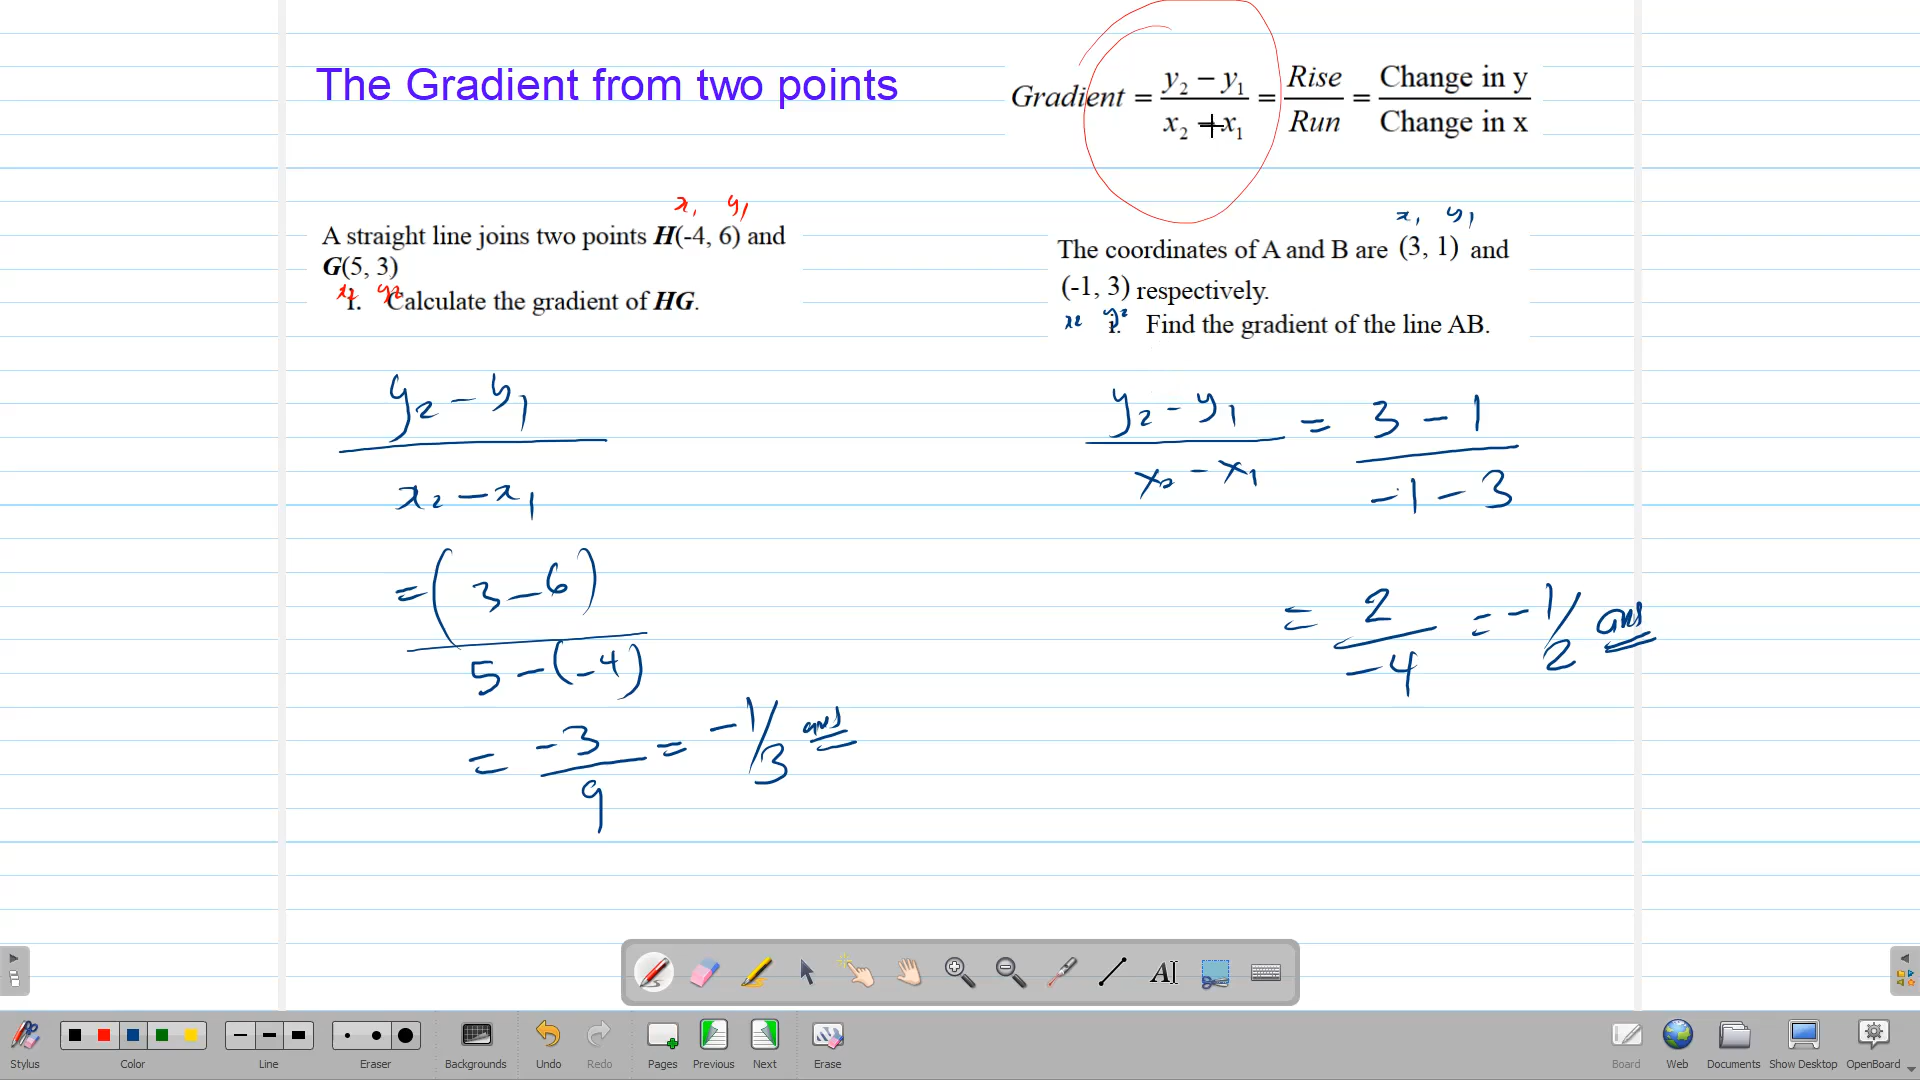 The Gradient from two points
Gradient = y₂ − y₁ / x₂ − x₁ = Rise / Run = Change in y / Change in x
x₁ y₁
A straight line joins two points H(-4, 6) and
G(5, 3)
x₂ y₂
i. Calculate the gradient of HG.
y₂ − y₁
x₂ − x₁
= (3 − 6)
5 − (−4)
= −3 / 9 = −1/3 ans
x₁ y₁
The coordinates of A and B are (3, 1) and
(-1, 3) respectively.
x₂ y₂
i. Find the gradient of the line AB.
y₂ − y₁ / x₂ − x₁ = 3 − 1 / −1 − 3
= 2 / −4 = −1/2 ans
AI
Stylus Color Line Eraser Backgrounds Undo Redo Pages Previous Next Erase Board Web Documents Show Desktop OpenBoard